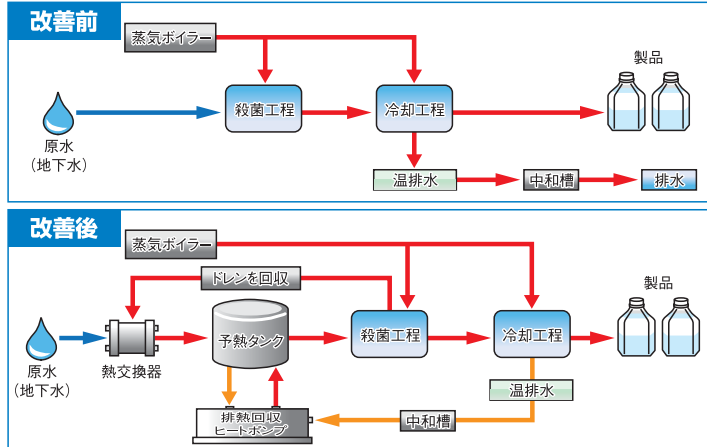 改善前
蒸気ボイラー
製品
殺菌工程
冷却工程
原水
（地下水）
温排水
中和槽
排水
改善後
蒸気ボイラー
ドレンを回収
製品
予熱タンク
殺菌工程
冷却工程
原水
（地下水）
熱交換器
温排水
排熱回収
ヒートポンプ
中和槽